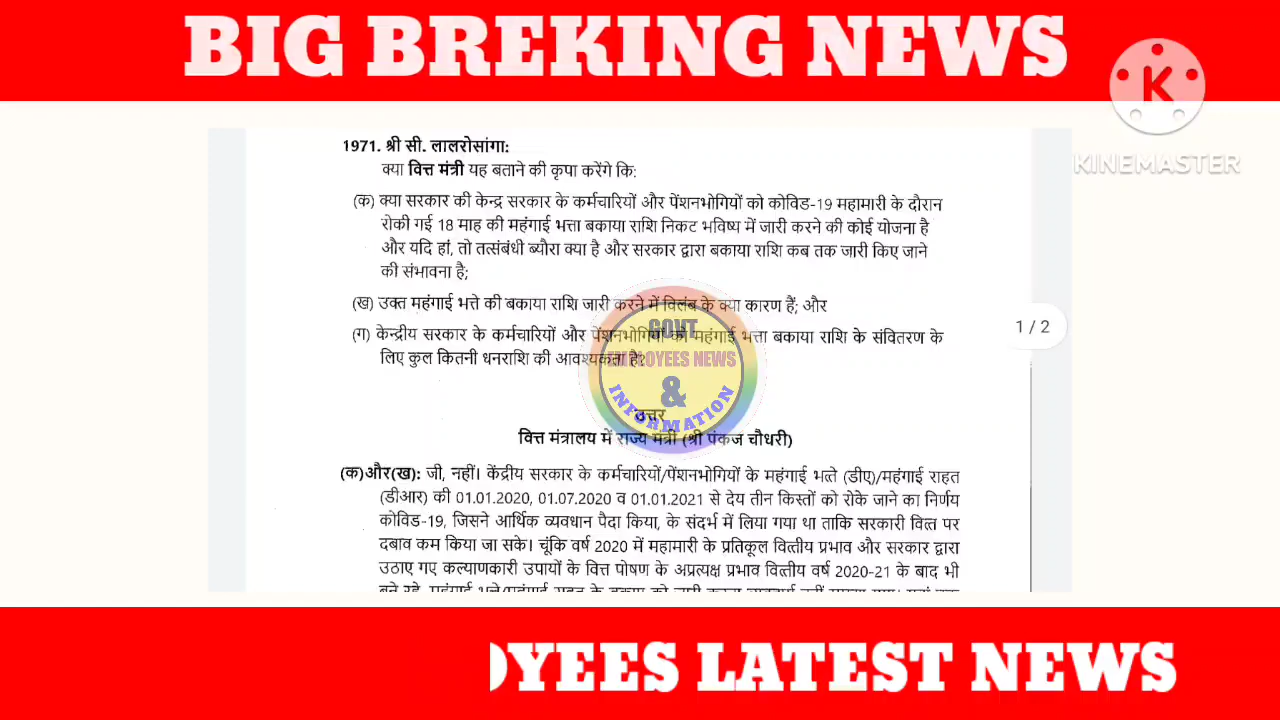 BIG BREKING NEWS
KINEMASTER
1971. श्री सी. लालरोसांगा:
क्या वित्त मंत्री यह बताने की कृपा करेंगे कि:
(क) क्या सरकार की केन्द्र सरकार के कर्मचारियों और पेंशनभोगियों को कोविड-19 महामारी के दौरान
रोकी गई 18 माह की महंगाई भत्ता बकाया राशि निकट भविष्य में जारी करने की कोई योजना है
और यदि हां, तो तत्संबंधी ब्यौरा क्या है और सरकार द्वारा बकाया राशि कब तक जारी किए जाने
की संभावना है;
(ख) उक्त महंगाई भत्ते की बकाया राशि जारी करने में विलंब के क्या कारण हैं; और
(ग) केन्द्रीय सरकार के कर्मचारियों और पेंशनभोगियों को महंगाई भत्ता बकाया राशि के संवितरण के
लिए कुल कितनी धनराशि की आवश्यकता है?
1 / 2
GOVT
EMPLOYEES NEWS
&
INFORMATION
उत्तर
वित्त मंत्रालय में राज्य मंत्री (श्री पंकज चौधरी)
(क)और(ख): जी, नहीं। केंद्रीय सरकार के कर्मचारियों/पेंशनभोगियों के महंगाई भत्ते (डीए)/महंगाई राहत
(डीआर) की 01.01.2020, 01.07.2020 व 01.01.2021 से देय तीन किस्तों को रोके जाने का निर्णय
कोविड-19, जिसने आर्थिक व्यवधान पैदा किया, के संदर्भ में लिया गया था ताकि सरकारी वित्त पर
दबाव कम किया जा सके। चूंकि वर्ष 2020 में महामारी के प्रतिकूल वित्तीय प्रभाव और सरकार द्वारा
उठाए गए कल्याणकारी उपायों के वित्त पोषण के अप्रत्यक्ष प्रभाव वित्तीय वर्ष 2020-21 के बाद भी
OYEES LATEST NEWS